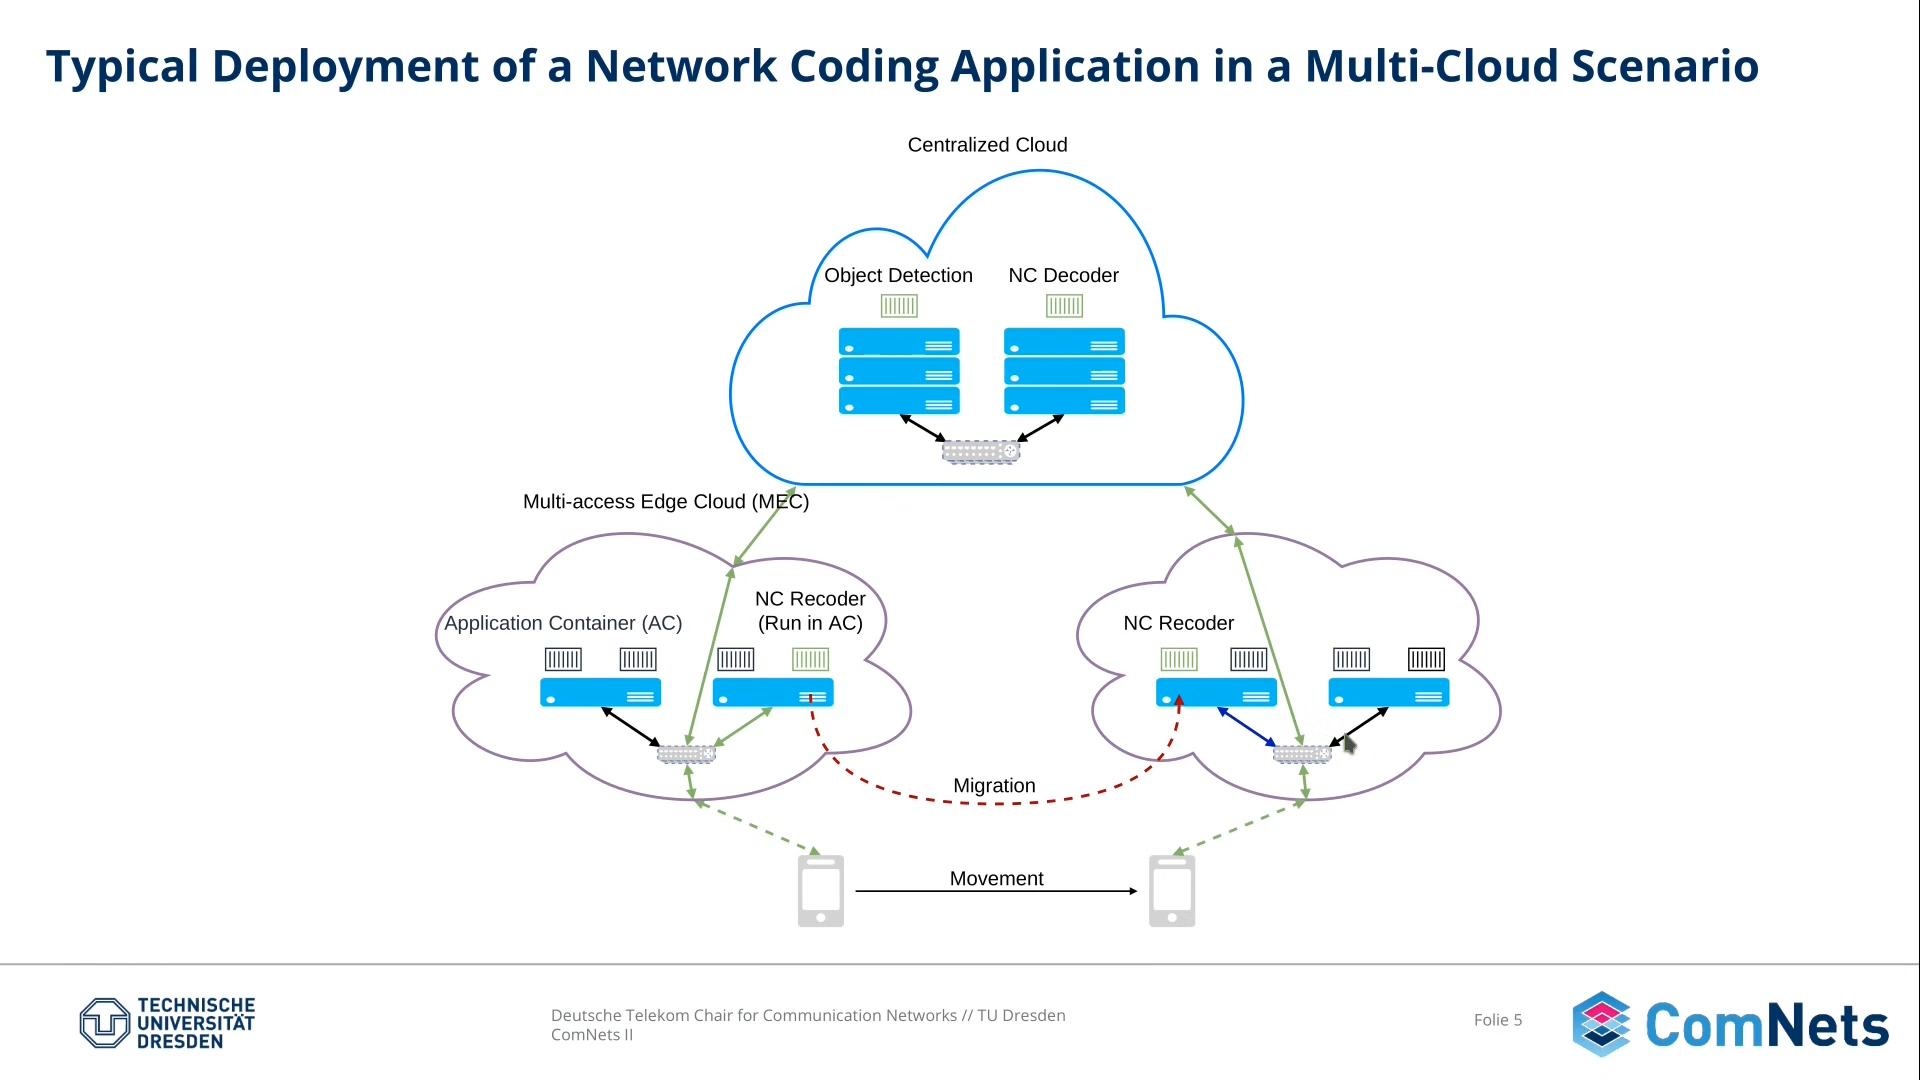 Typical Deployment of a Network Coding Application in a Multi-Cloud Scenario
Centralized Cloud
Object Detection
NC Decoder
Multi-access Edge Cloud (MEC)
Application Container (AC)
NC Recoder
(Run in AC)
NC Recoder
Migration
Movement
TECHNISCHE
UNIVERSITÄT
DRESDEN
Deutsche Telekom Chair for Communication Networks // TU Dresden
ComNets II
Folie 5
ComNets